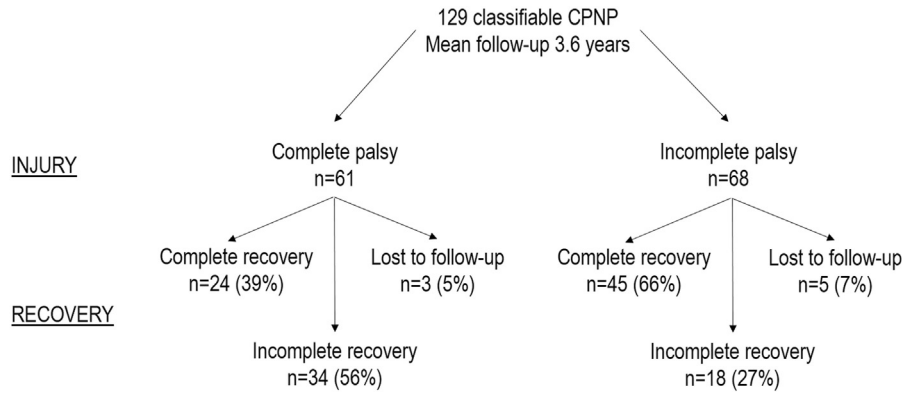 129 classifiable CPNP
Mean follow-up 3.6 years
INJURY
Complete palsy
n=61
Incomplete palsy
n=68
Complete recovery
n=24 (39%)
Lost to follow-up
n=3 (5%)
Complete recovery
n=45 (66%)
Lost to follow-up
n=5 (7%)
RECOVERY
Incomplete recovery
n=34 (56%)
Incomplete recovery
n=18 (27%)